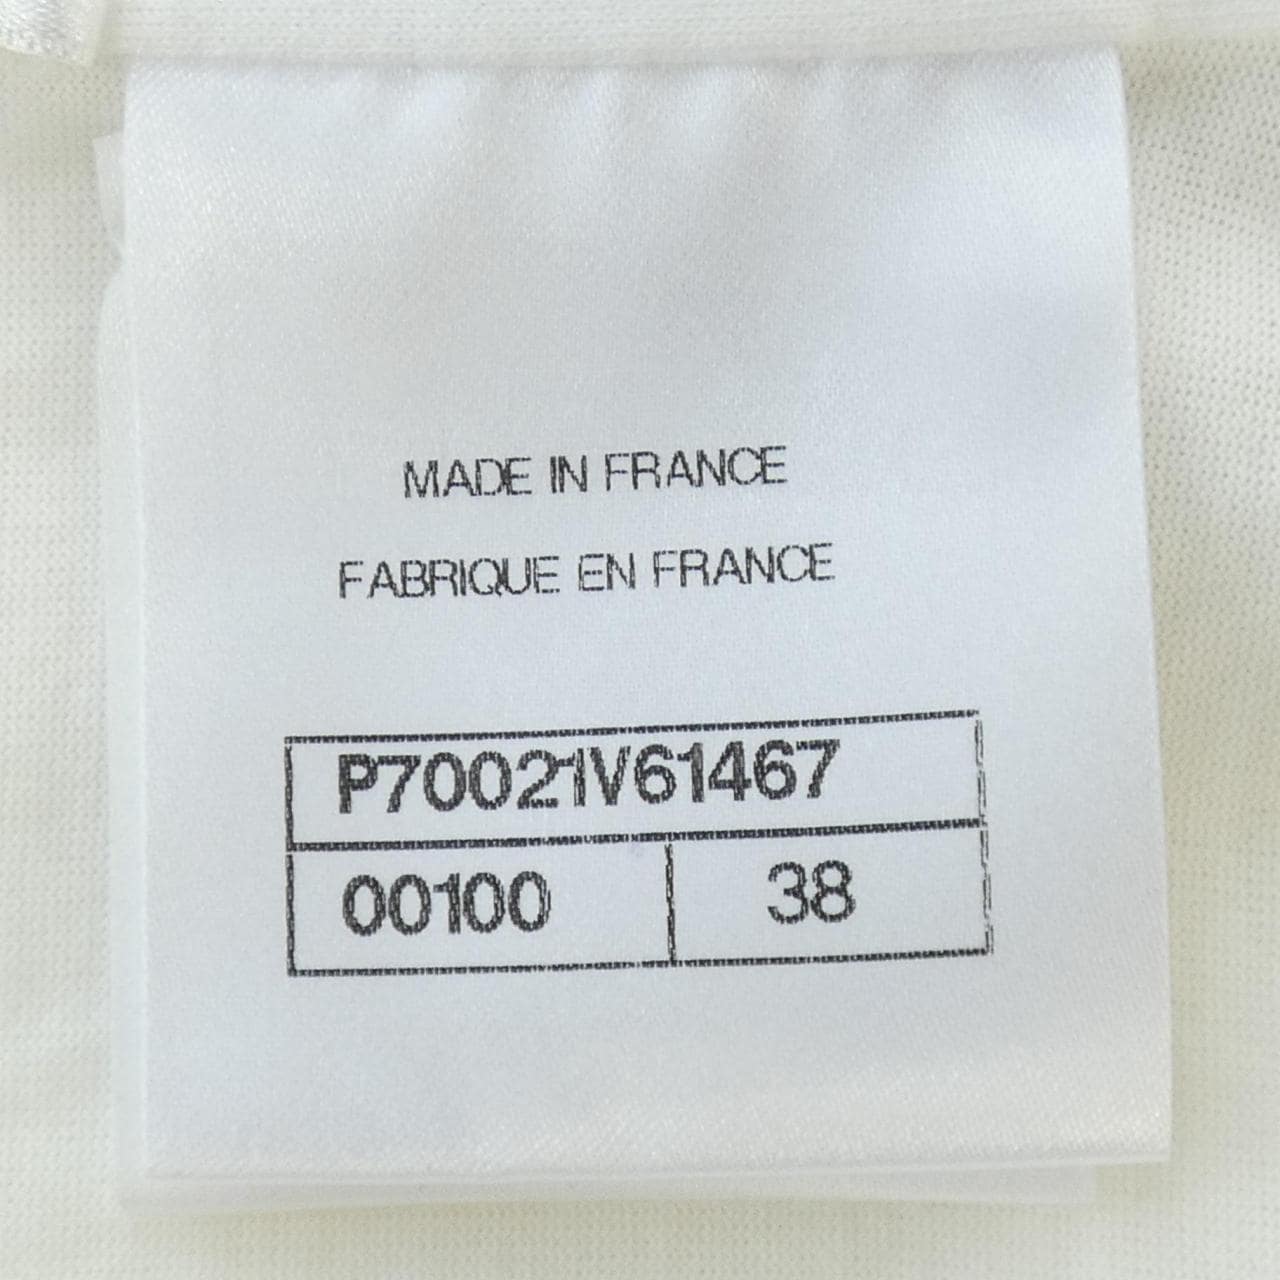 MADE IN FRANCE
FABRIQUE EN FRANCE
P70021V61467
00100 38